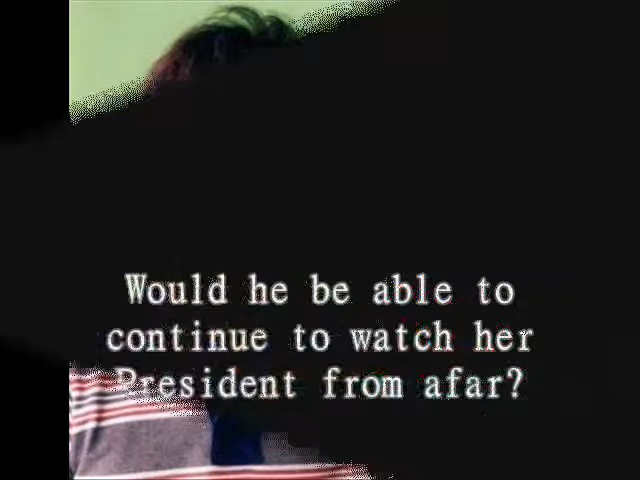 Would he be able to
continue to watch her
President from afar?